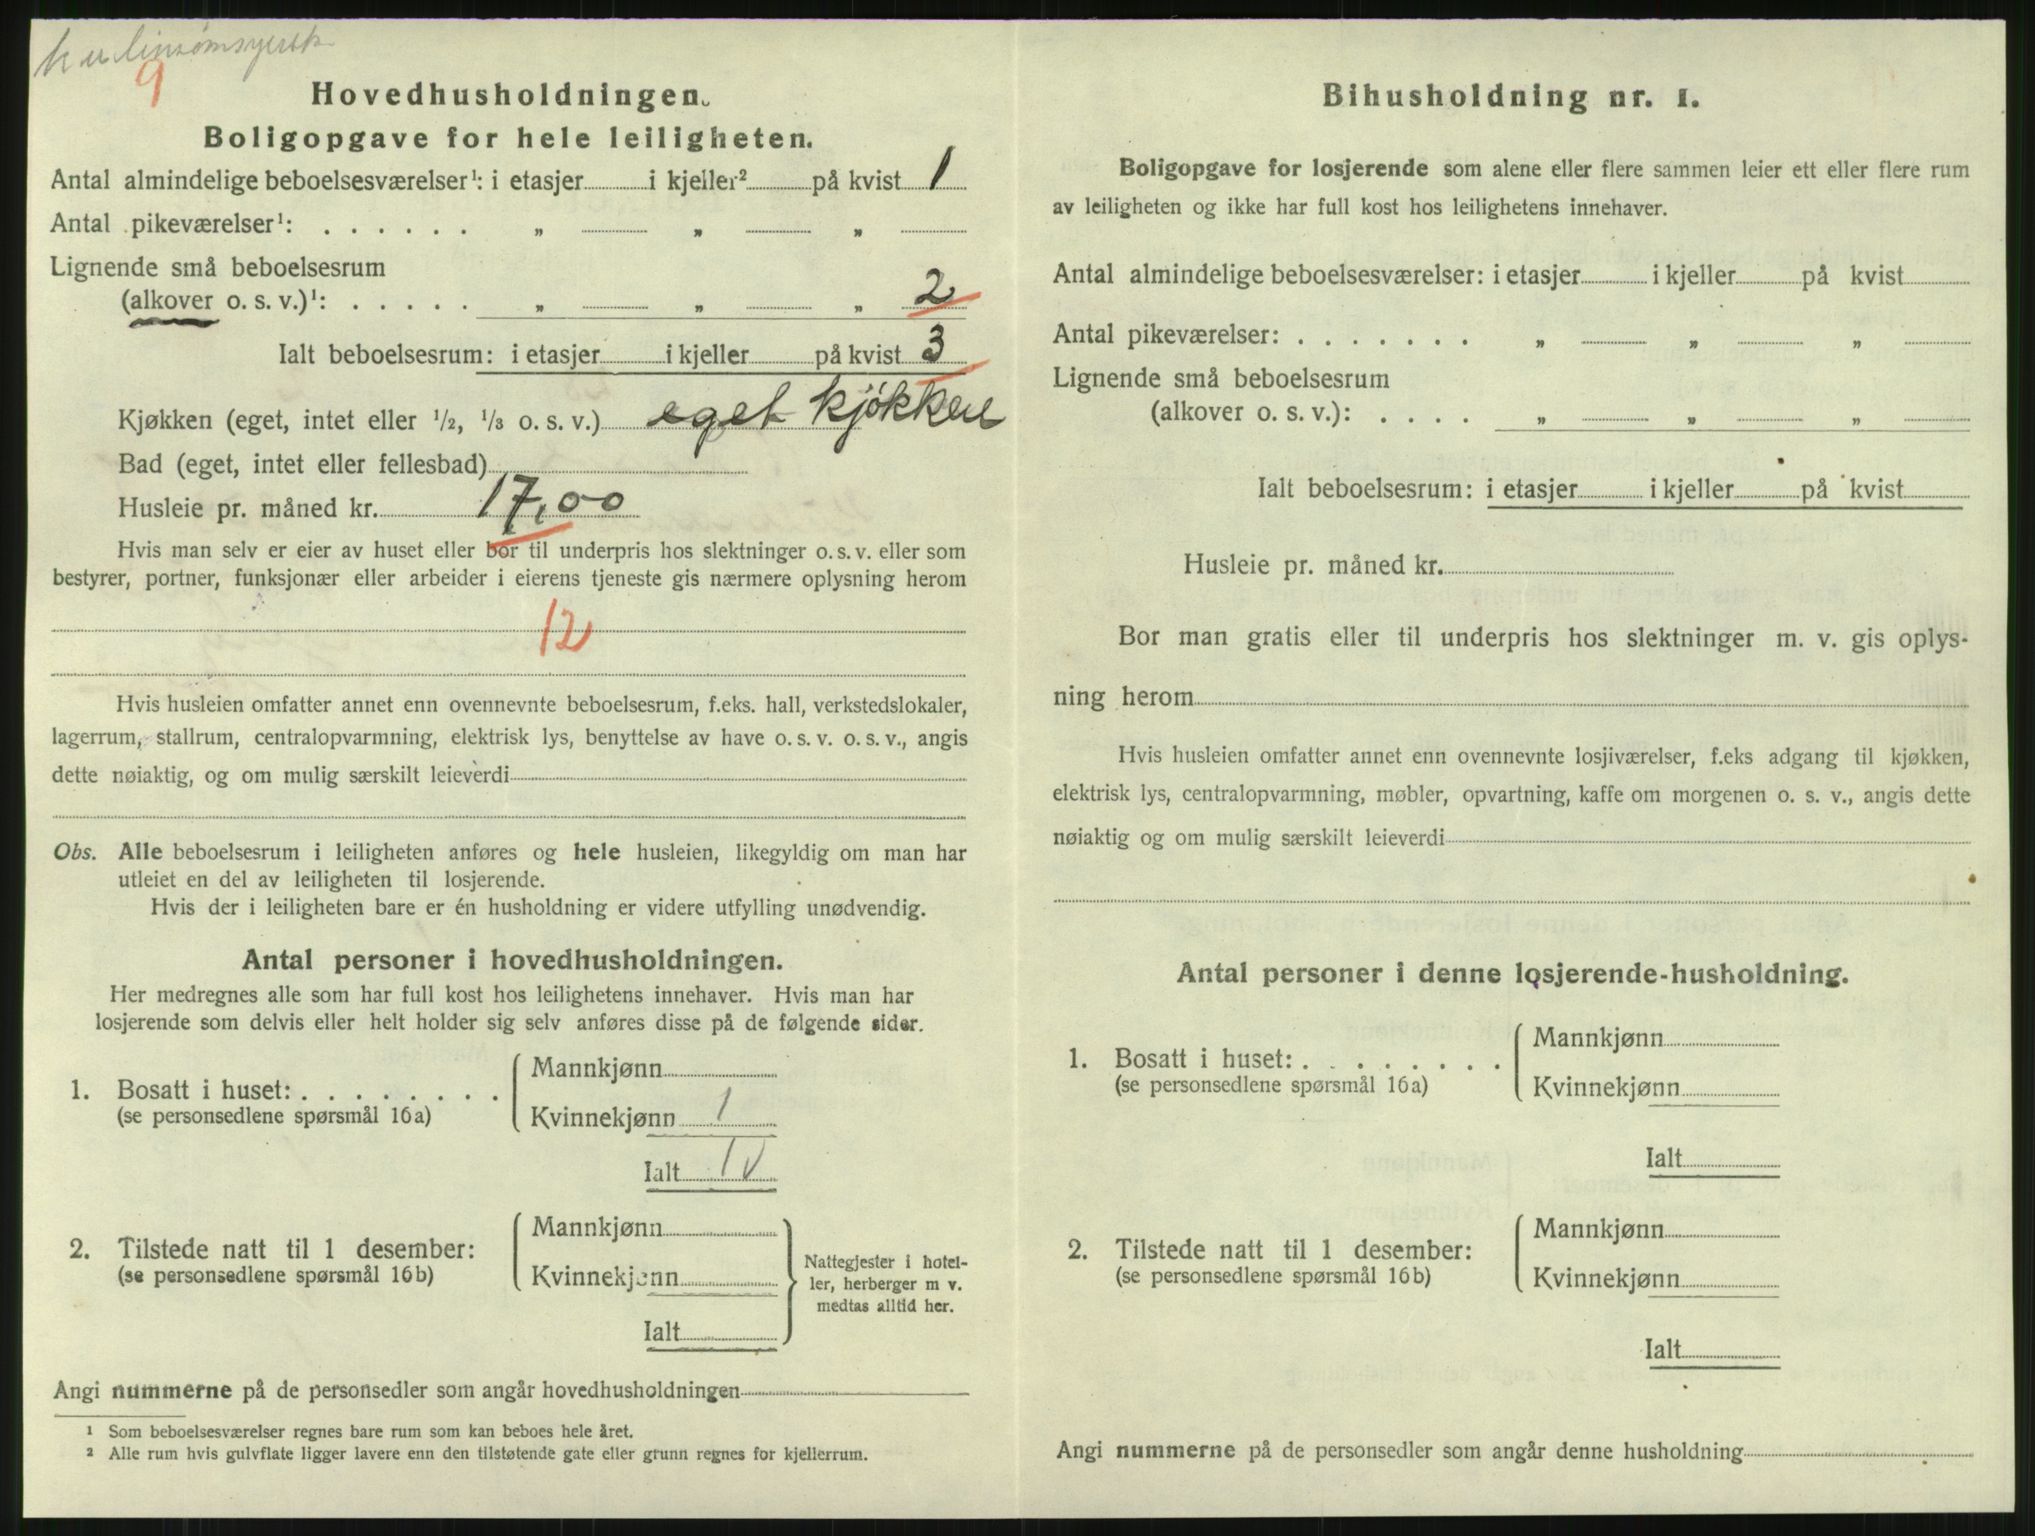 linsømsyersk
9
Hovedhusholdningen.
Boligopgave for hele leiligheten.
Antal almindelige beboelsesværelser¹: i etasjer i kjeller² på kvist 1
Antal pikeværelser¹: . . . . . . „ „ „
Lignende små beboelsesrum
(alkover o. s. v.)¹: . . . . . „ „ „ 2
Ialt beboelsesrum: i etasjer i kjeller på kvist 3
Kjøkken (eget, intet eller ½, ⅓ o. s. v.) eget kjøkken
Bad (eget, intet eller fellesbad)
Husleie pr. måned kr. 17,00
Hvis man selv er eier av huset eller bor til underpris hos slektninger o. s. v. eller som
bestyrer, portner, funksjonær eller arbeider i eierens tjeneste gis nærmere oplysning herom
12
Hvis husleien omfatter annet enn ovennevnte beboelsesrum, f.eks. hall, verkstedslokaler,
lagerrum, stallrum, centralopvarmning, elektrisk lys, benyttelse av have o. s. v. o. s. v., angis
dette nøiaktig, og om mulig særskilt leieverdi
Obs. Alle beboelsesrum i leiligheten anføres og hele husleien, likegyldig om man har
utleiet en del av leiligheten til losjerende.
Hvis der i leiligheten bare er én husholdning er videre utfylling unødvendig.
Antal personer i hovedhusholdningen.
Her medregnes alle som har full kost hos leilighetens innehaver. Hvis man har
losjerende som delvis eller helt holder sig selv anføres disse på de følgende sider.
1. Bosatt i huset: . . . . . . . . Mannkjønn
(se personsedlene spørsmål 16a) Kvinnekjønn 1
Ialt 1
2. Tilstede natt til 1 desember: Mannkjønn
(se personsedlene spørsmål 16b) Kvinnekjønn
Ialt
Nattegjester i hotel-
ler, herberger m v.
medtas alltid her.
Angi nummerne på de personsedler som angår hovedhusholdningen
¹ Som beboelsesværelser regnes bare rum som kan beboes hele året.
² Alle rum hvis gulvflate ligger lavere enn den tilstøtende gate eller grunn regnes for kjellerrum.
Bihusholdning nr. 1.
Boligopgave for losjerende som alene eller flere sammen leier ett eller flere rum
av leiligheten og ikke har full kost hos leilighetens innehaver.
Antal almindelige beboelsesværelser: i etasjer i kjeller på kvist
Antal pikeværelser: . . . . . . . „ „ „
Lignende små beboelsesrum
(alkover o. s. v.): . . . . „ „ „
Ialt beboelsesrum: i etasjer i kjeller på kvist
Husleie pr. måned kr.
Bor man gratis eller til underpris hos slektninger m. v. gis oplys-
ning herom
Hvis husleien omfatter annet enn ovennevnte losjiværelser, f.eks adgang til kjøkken,
elektrisk lys, centralopvarmning, møbler, opvartning, kaffe om morgenen o. s. v., angis dette
nøiaktig og om mulig særskilt leieverdi
Antal personer i denne losjerende-husholdning.
1. Bosatt i huset: . . . . . . . . Mannkjønn
(se personsedlene spørsmål 16a) Kvinnekjønn
Ialt
2. Tilstede natt til 1 desember: Mannkjønn
(se personsedlene spørsmål 16b) Kvinnekjønn
Ialt
Angi nummerne på de personsedler som angår denne husholdning